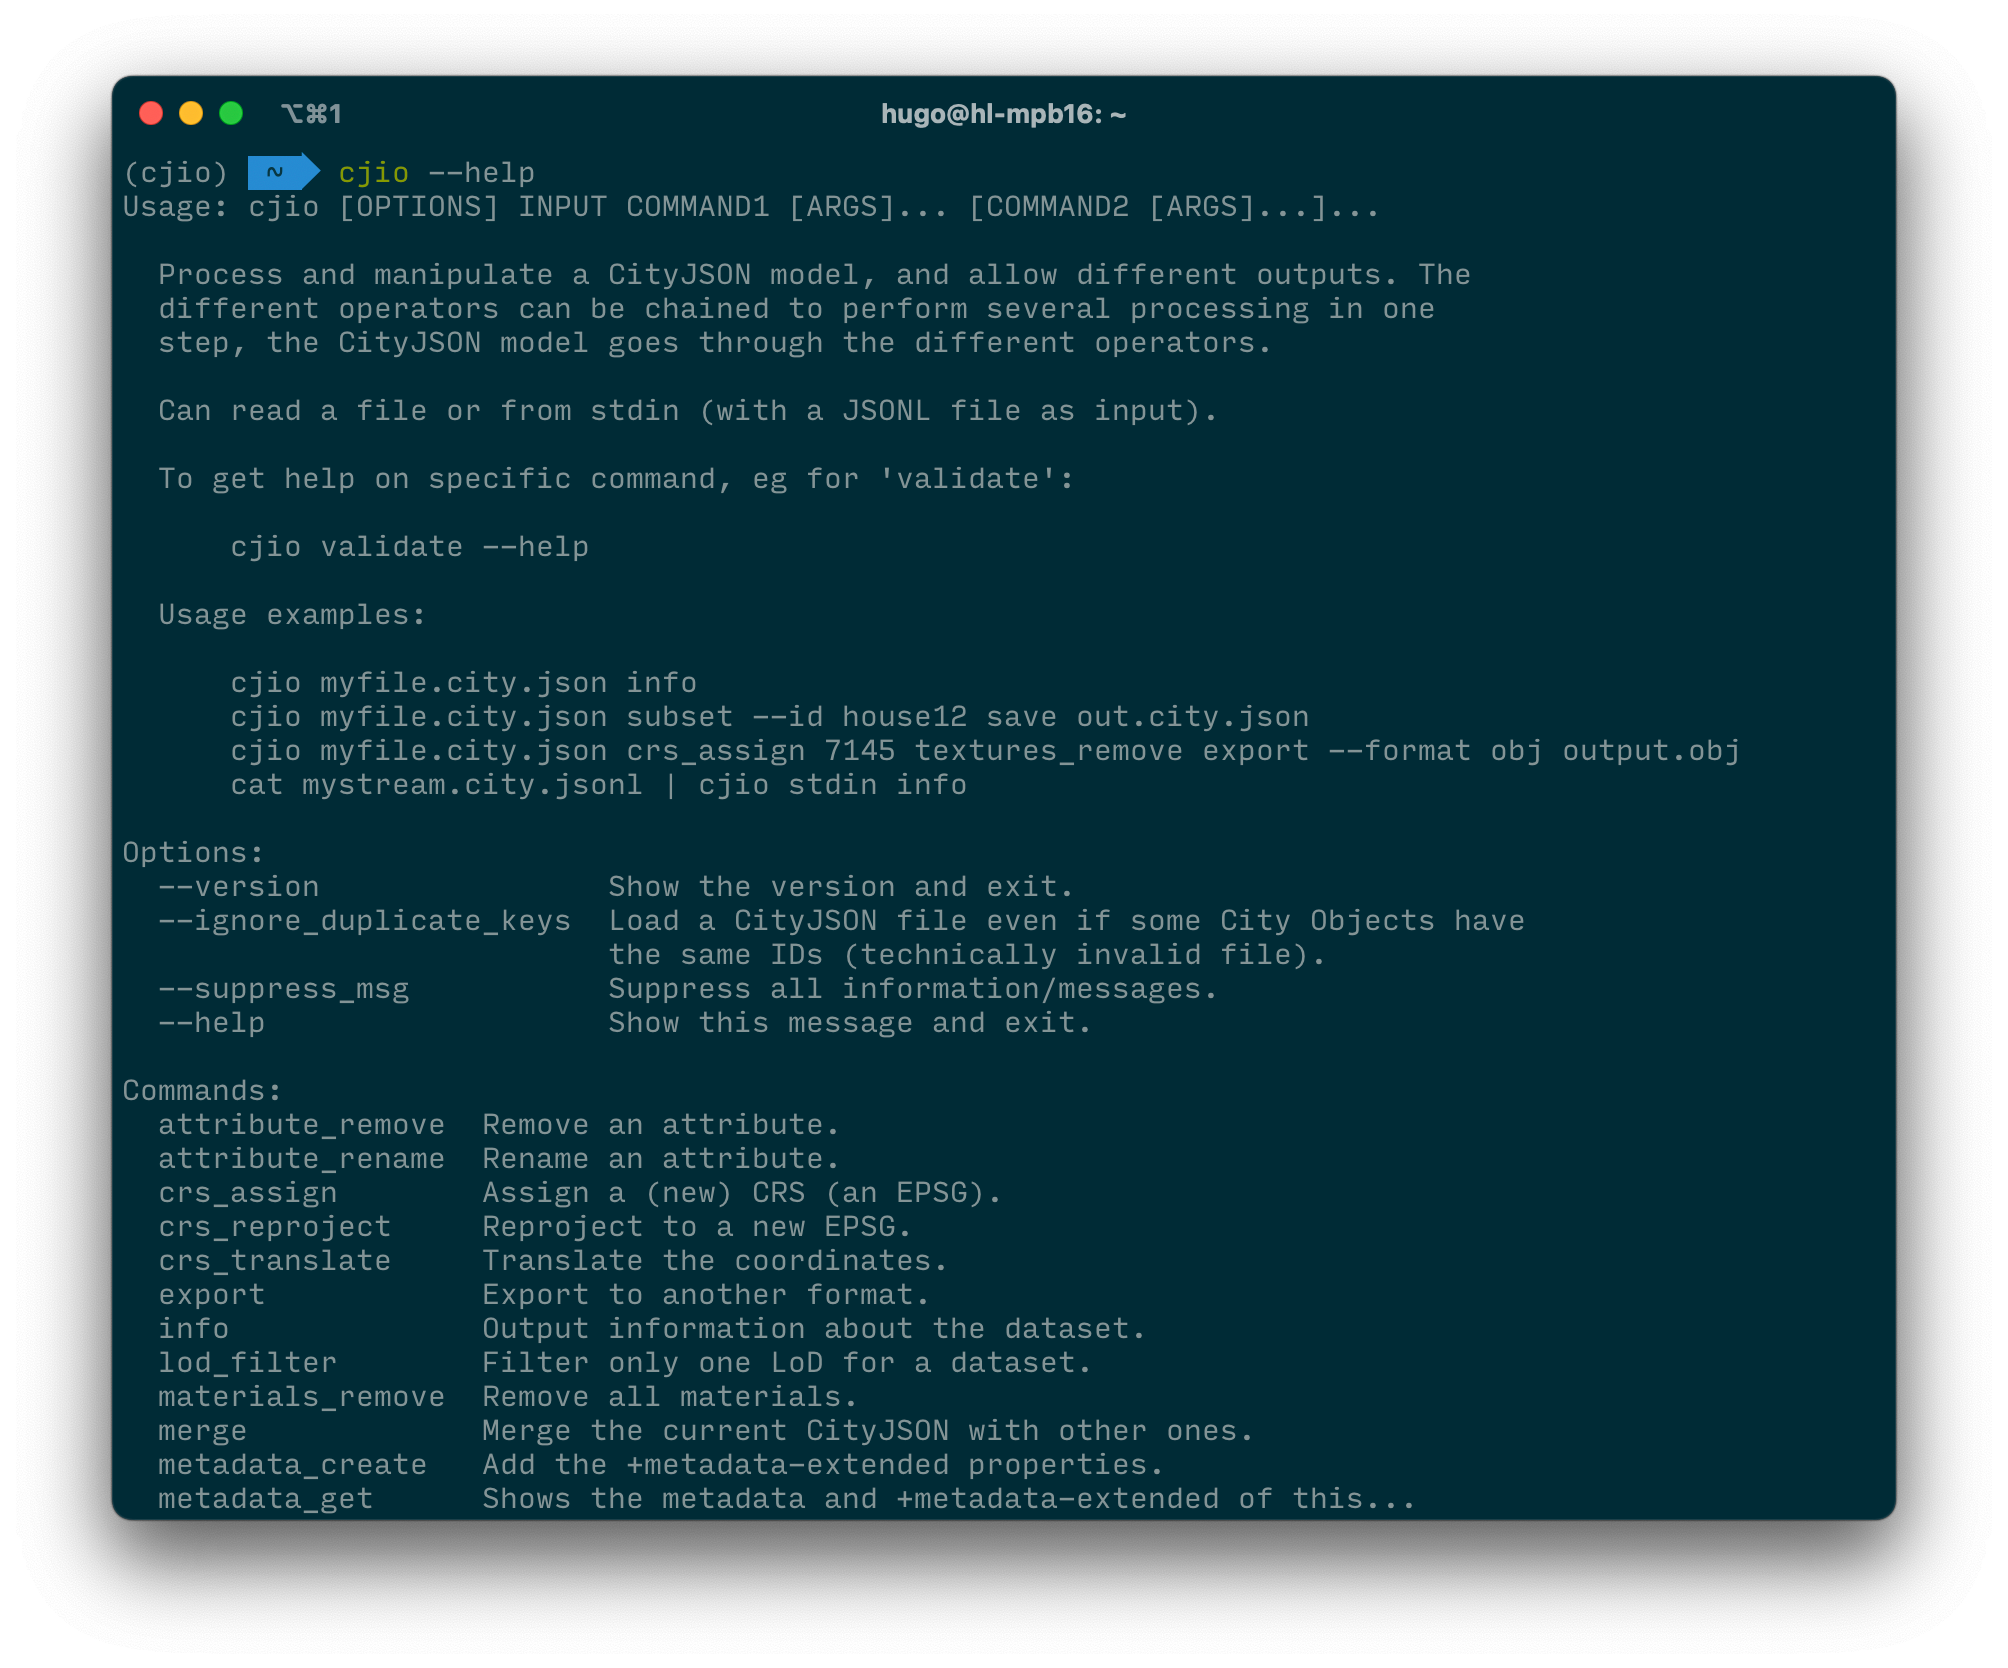 ⌥⌘1 hugo@hl-mpb16: ~
(cjio) ~ cjio --help
Usage: cjio [OPTIONS] INPUT COMMAND1 [ARGS]... [COMMAND2 [ARGS]...]...
Process and manipulate a CityJSON model, and allow different outputs. The
different operators can be chained to perform several processing in one
step, the CityJSON model goes through the different operators.
Can read a file or from stdin (with a JSONL file as input).
To get help on specific command, eg for 'validate':
cjio validate --help
Usage examples:
cjio myfile.city.json info
cjio myfile.city.json subset --id house12 save out.city.json
cjio myfile.city.json crs_assign 7145 textures_remove export --format obj output.obj
cat mystream.city.jsonl | cjio stdin info
Options:
--version Show the version and exit.
--ignore_duplicate_keys Load a CityJSON file even if some City Objects have
the same IDs (technically invalid file).
--suppress_msg Suppress all information/messages.
--help Show this message and exit.
Commands:
attribute_remove Remove an attribute.
attribute_rename Rename an attribute.
crs_assign Assign a (new) CRS (an EPSG).
crs_reproject Reproject to a new EPSG.
crs_translate Translate the coordinates.
export Export to another format.
info Output information about the dataset.
lod_filter Filter only one LoD for a dataset.
materials_remove Remove all materials.
merge Merge the current CityJSON with other ones.
metadata_create Add the +metadata-extended properties.
metadata_get Shows the metadata and +metadata-extended of this...